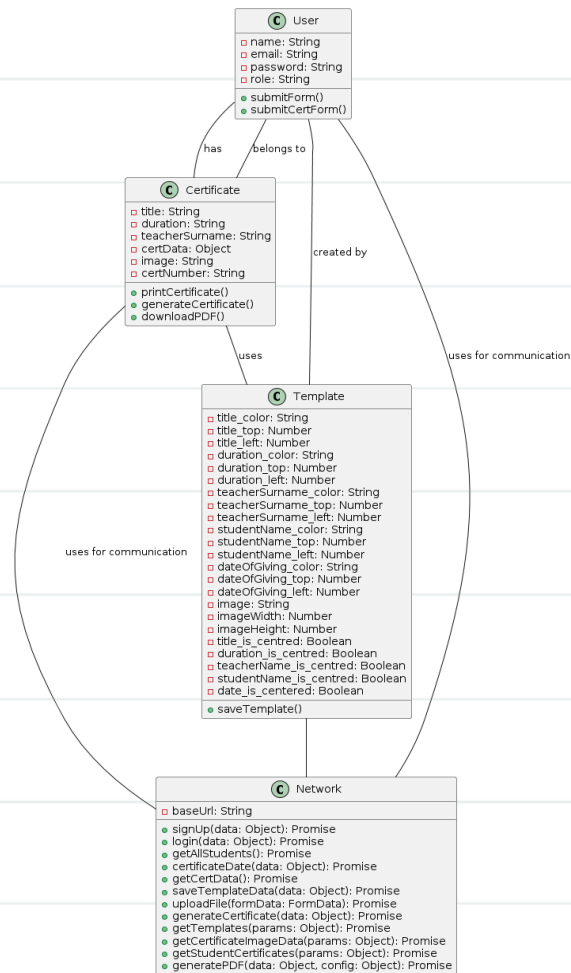 C User
name: String
email: String
password: String
role: String
submitForm()
submitCertForm()
has
belongs to
C Certificate
title: String
duration: String
teacherSurname: String
certData: Object
image: String
certNumber: String
printCertificate()
generateCertificate()
downloadPDF()
created by
uses
uses for communication
C Template
title_color: String
title_top: Number
title_left: Number
duration_color: String
duration_top: Number
duration_left: Number
teacherSurname_color: String
teacherSurname_top: Number
teacherSurname_left: Number
studentName_color: String
studentName_top: Number
studentName_left: Number
dateOfGiving_color: String
dateOfGiving_top: Number
dateOfGiving_left: Number
image: String
imageWidth: Number
imageHeight: Number
title_is_centred: Boolean
duration_is_centred: Boolean
teacherName_is_centred: Boolean
studentName_is_centred: Boolean
date_is_centered: Boolean
saveTemplate()
uses for communication
C Network
baseUrl: String
signUp(data: Object): Promise
login(data: Object): Promise
getAllStudents(): Promise
certificateDate(data: Object): Promise
getCertData(): Promise
saveTemplateData(data: Object): Promise
uploadFile(formData: FormData): Promise
generateCertificate(data: Object): Promise
getTemplates(params: Object): Promise
getCertificateImageData(params: Object): Promise
getStudentCertificates(params: Object): Promise
generatePDF(data: Object, config: Object): Promise